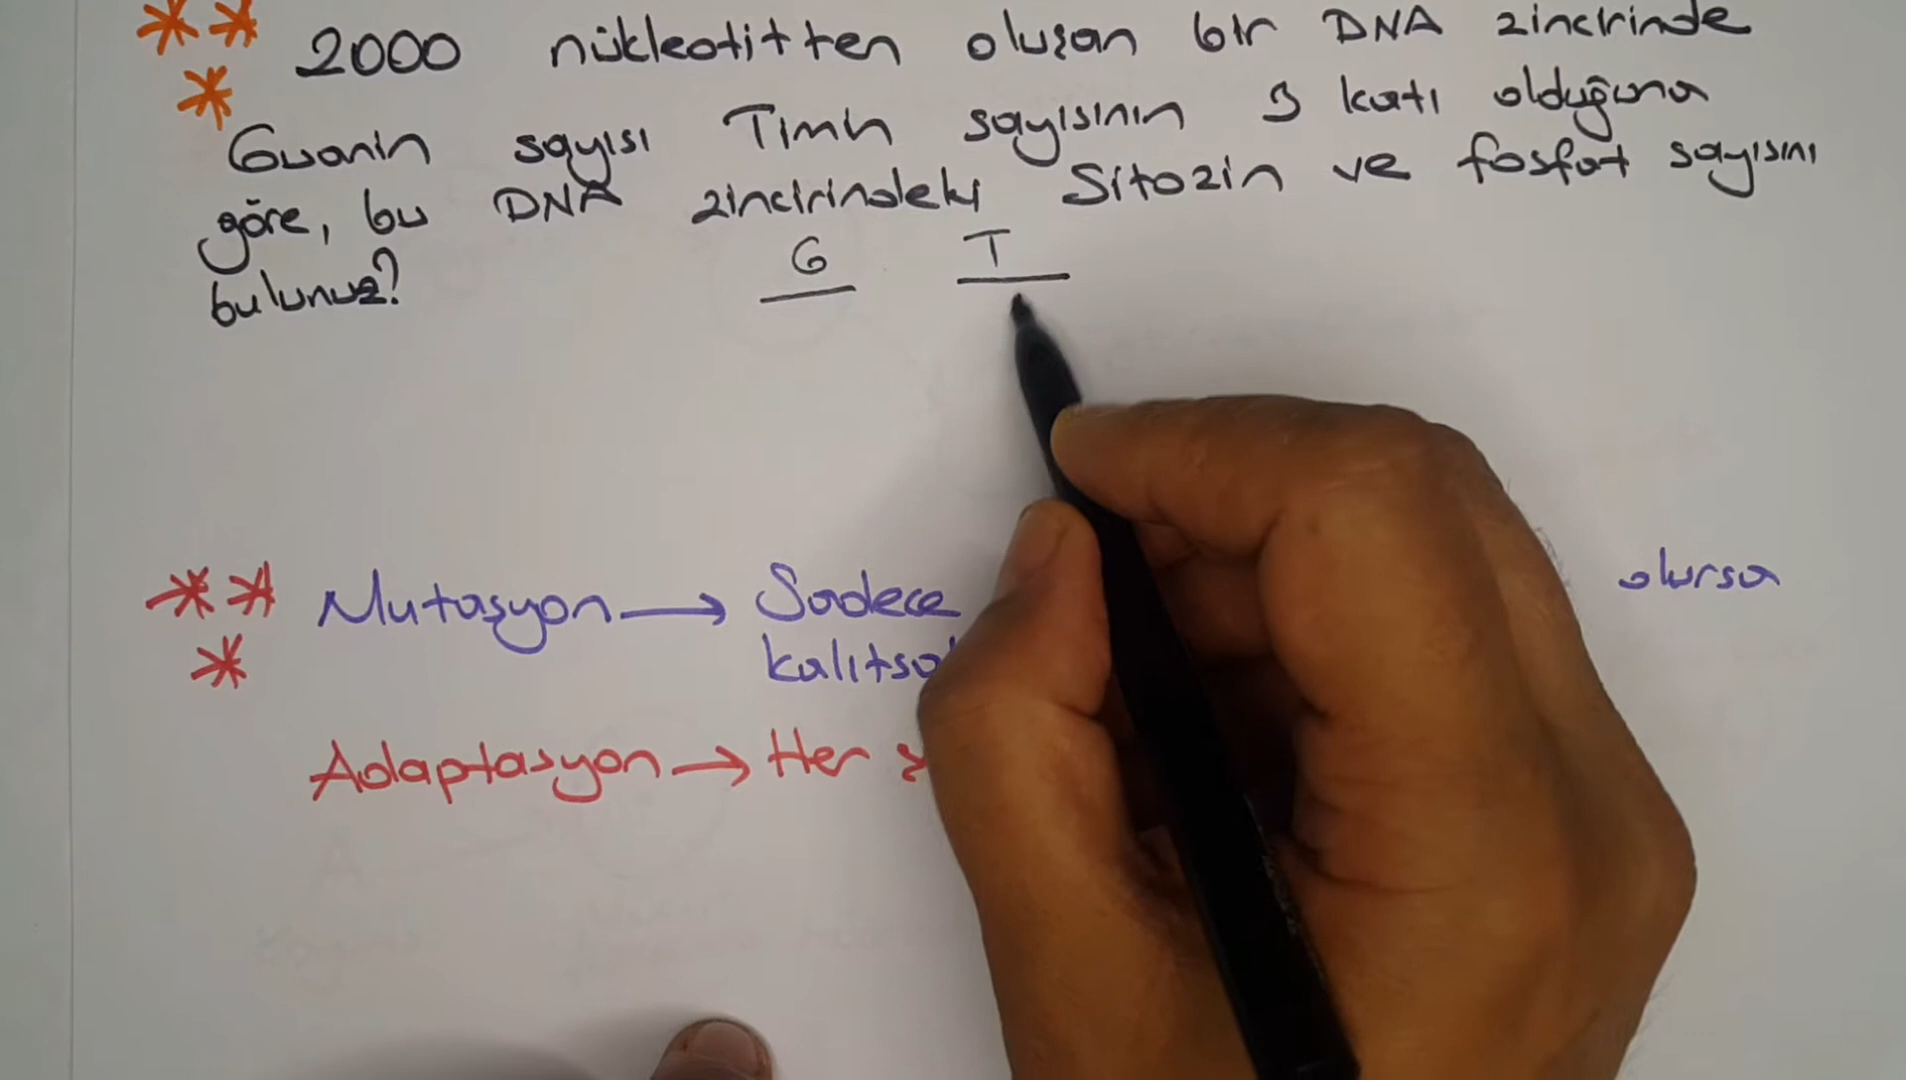 2000 nükleotitten oluşan bir DNA zincirinde
Guanin sayısı Timin sayısının 3 katı olduğuna
göre, bu DNA zincirindeki Sitozin ve fosfat sayısını
bulunuz?
G T
Mutasyon → Sadece olursa
Adaptasyon → Her